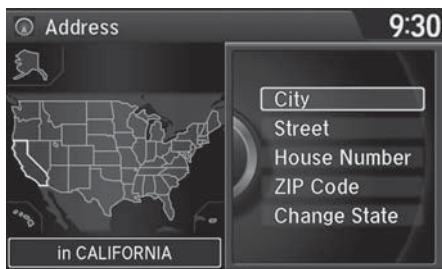 Address
9:30
City
Street
House Number
ZIP Code
Change State
in CALIFORNIA